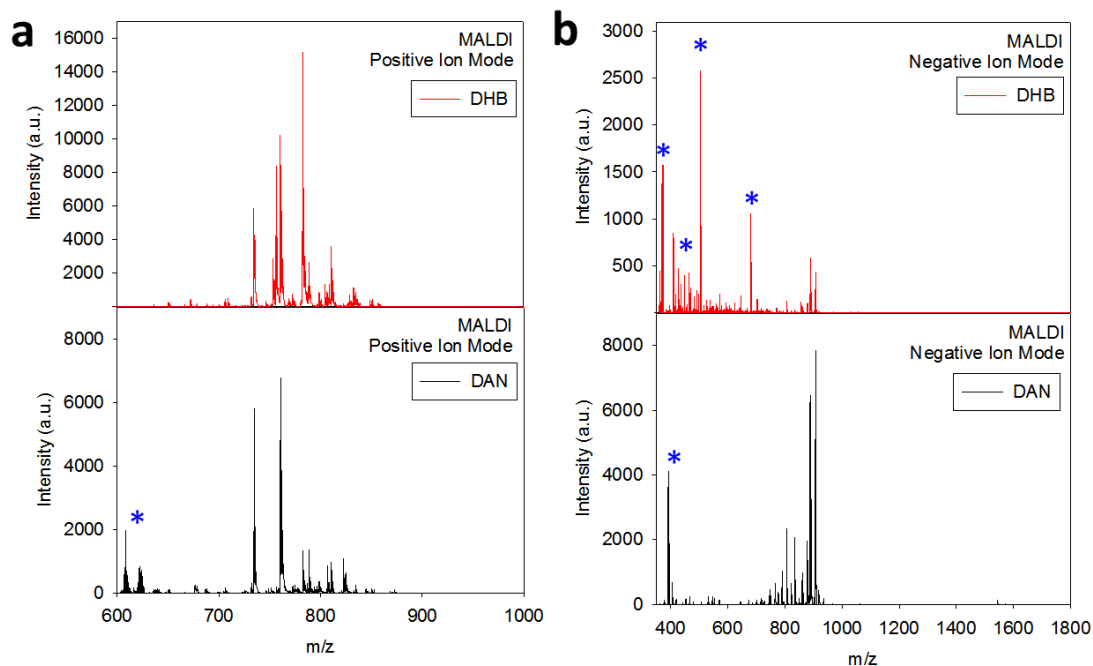 a
MALDI
Positive Ion Mode
DHB
Intensity (a.u.)
16000
14000
12000
10000
8000
6000
4000
2000
MALDI
Positive Ion Mode
DAN
Intensity (a.u.)
8000
6000
4000
2000
0
600 700 800 900 1000
m/z
b
MALDI
Negative Ion Mode
DHB
Intensity (a.u.)
3000
2500
2000
1500
1000
500
* * * *
MALDI
Negative Ion Mode
DAN
Intensity (a.u.)
8000
6000
4000
2000
0
400 600 800 1000 1200 1400 1600 1800
m/z